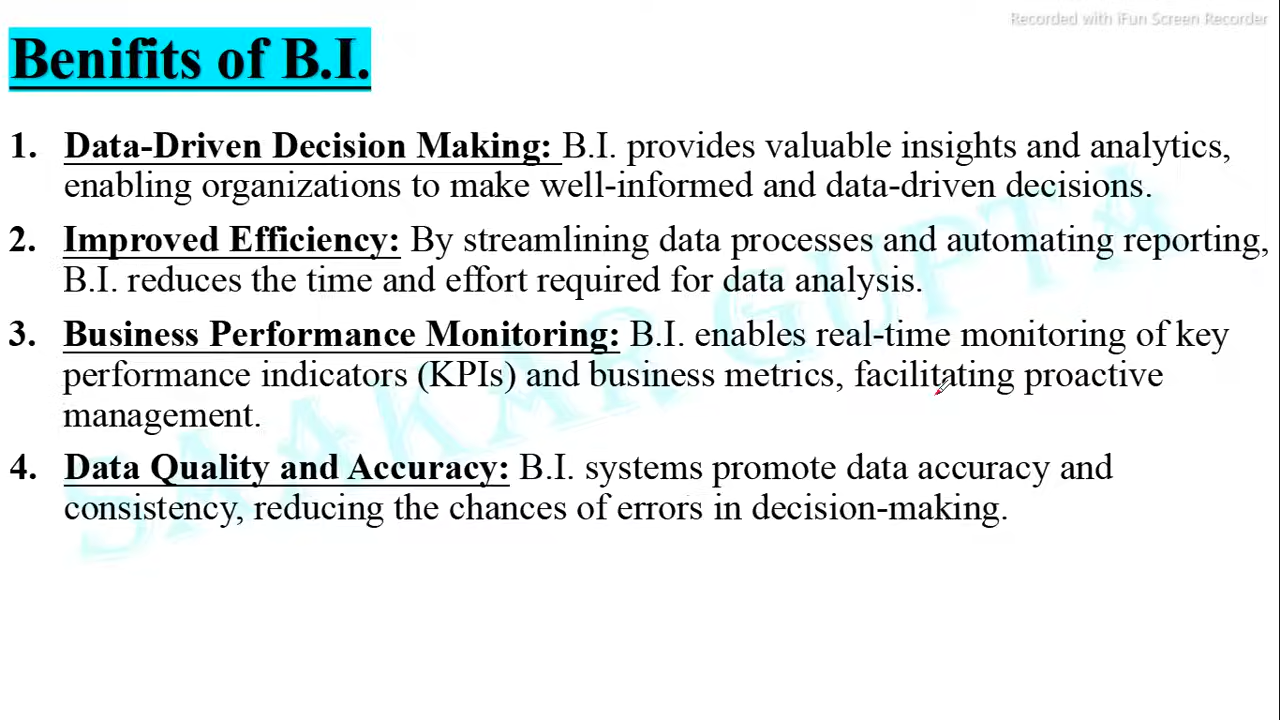 Recorded with iFun Screen Recorder
Benifits of B.I.
1. Data-Driven Decision Making: B.I. provides valuable insights and analytics,
enabling organizations to make well-informed and data-driven decisions.
2. Improved Efficiency: By streamlining data processes and automating reporting,
B.I. reduces the time and effort required for data analysis.
3. Business Performance Monitoring: B.I. enables real-time monitoring of key
performance indicators (KPIs) and business metrics, facilitating proactive
management.
4. Data Quality and Accuracy: B.I. systems promote data accuracy and
consistency, reducing the chances of errors in decision-making.
SAAKAR GUPTA